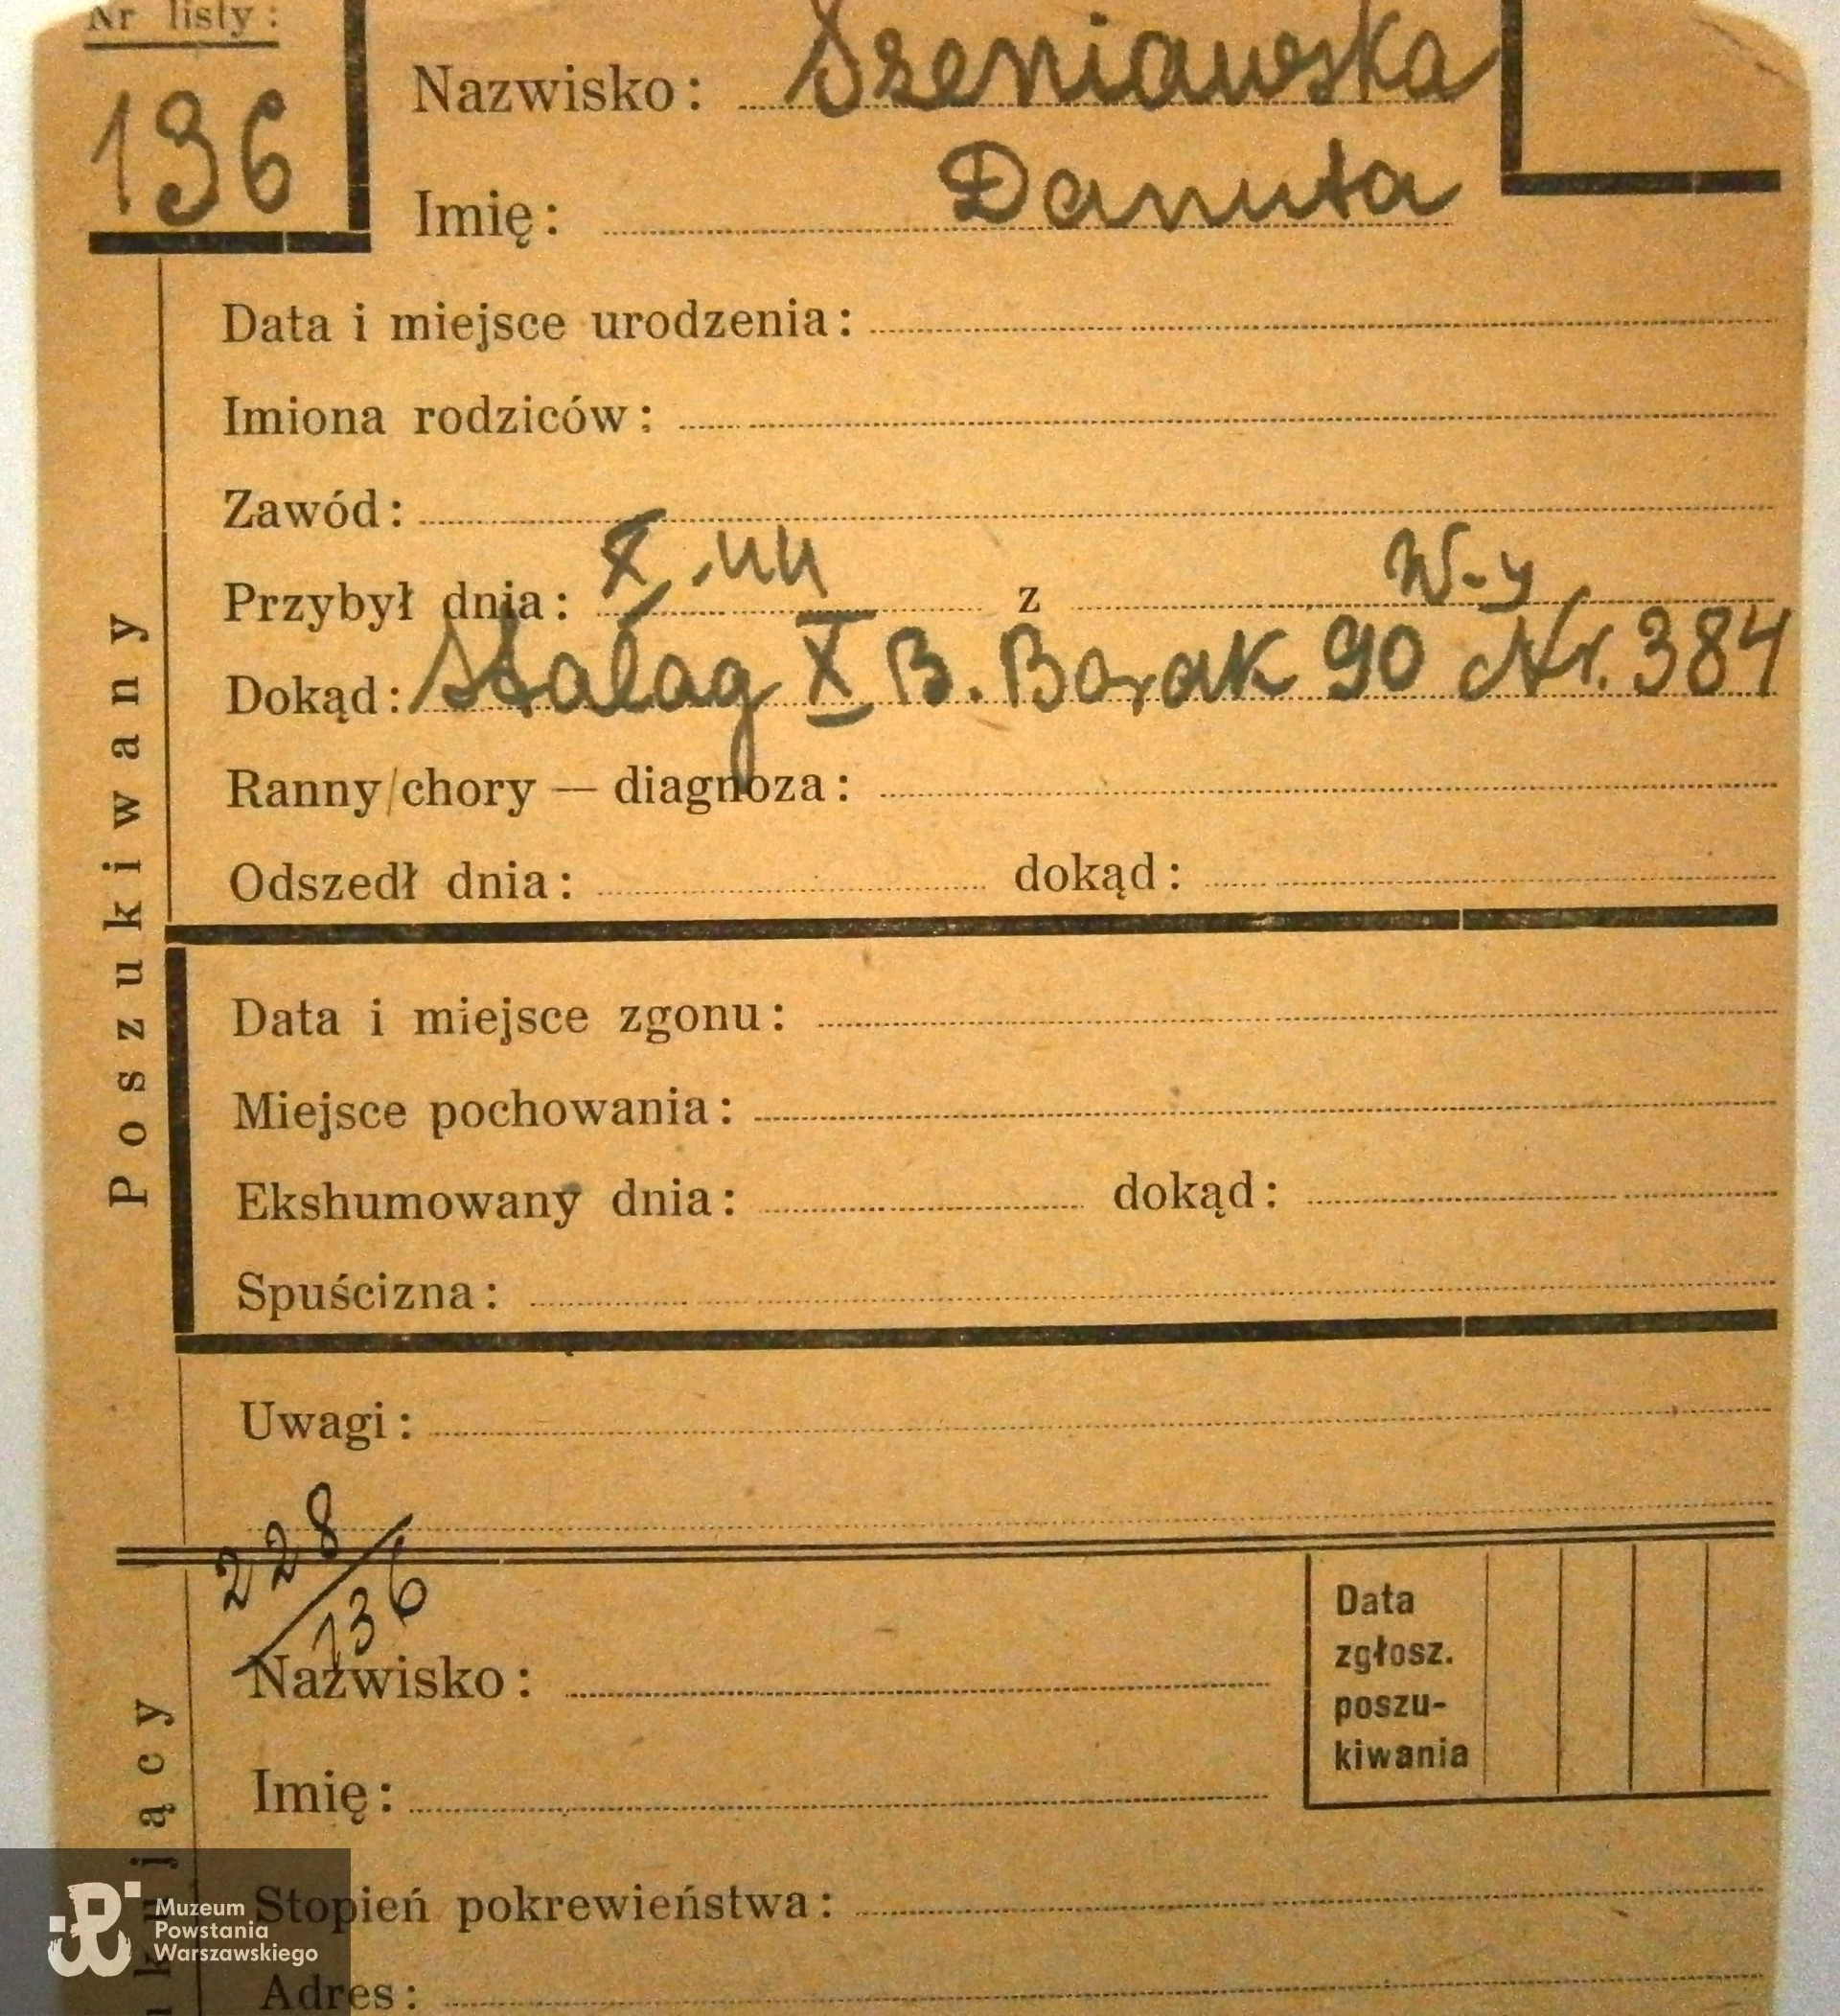 Nr listy:
136
Nazwisko: Szeniawska
Imię: Danuta
Data i miejsce urodzenia:
Imiona rodziców:
Zawód:
Przybył dnia: X.44 z W-y
Dokąd: Stalag X B. Barak 90 Nr. 384
Ranny/chory — diagnoza:
Odszedł dnia: dokąd:
Poszukiwany
Data i miejsce zgonu:
Miejsce pochowania:
Ekshumowany dnia: dokąd:
Spuścizna:
Uwagi:
228/136
Nazwisko:
Data
zgłosz.
poszu-
kiwania
Imię:
Stopień pokrewieństwa:
Adres:
Muzeum
Powstania
Warszawskiego